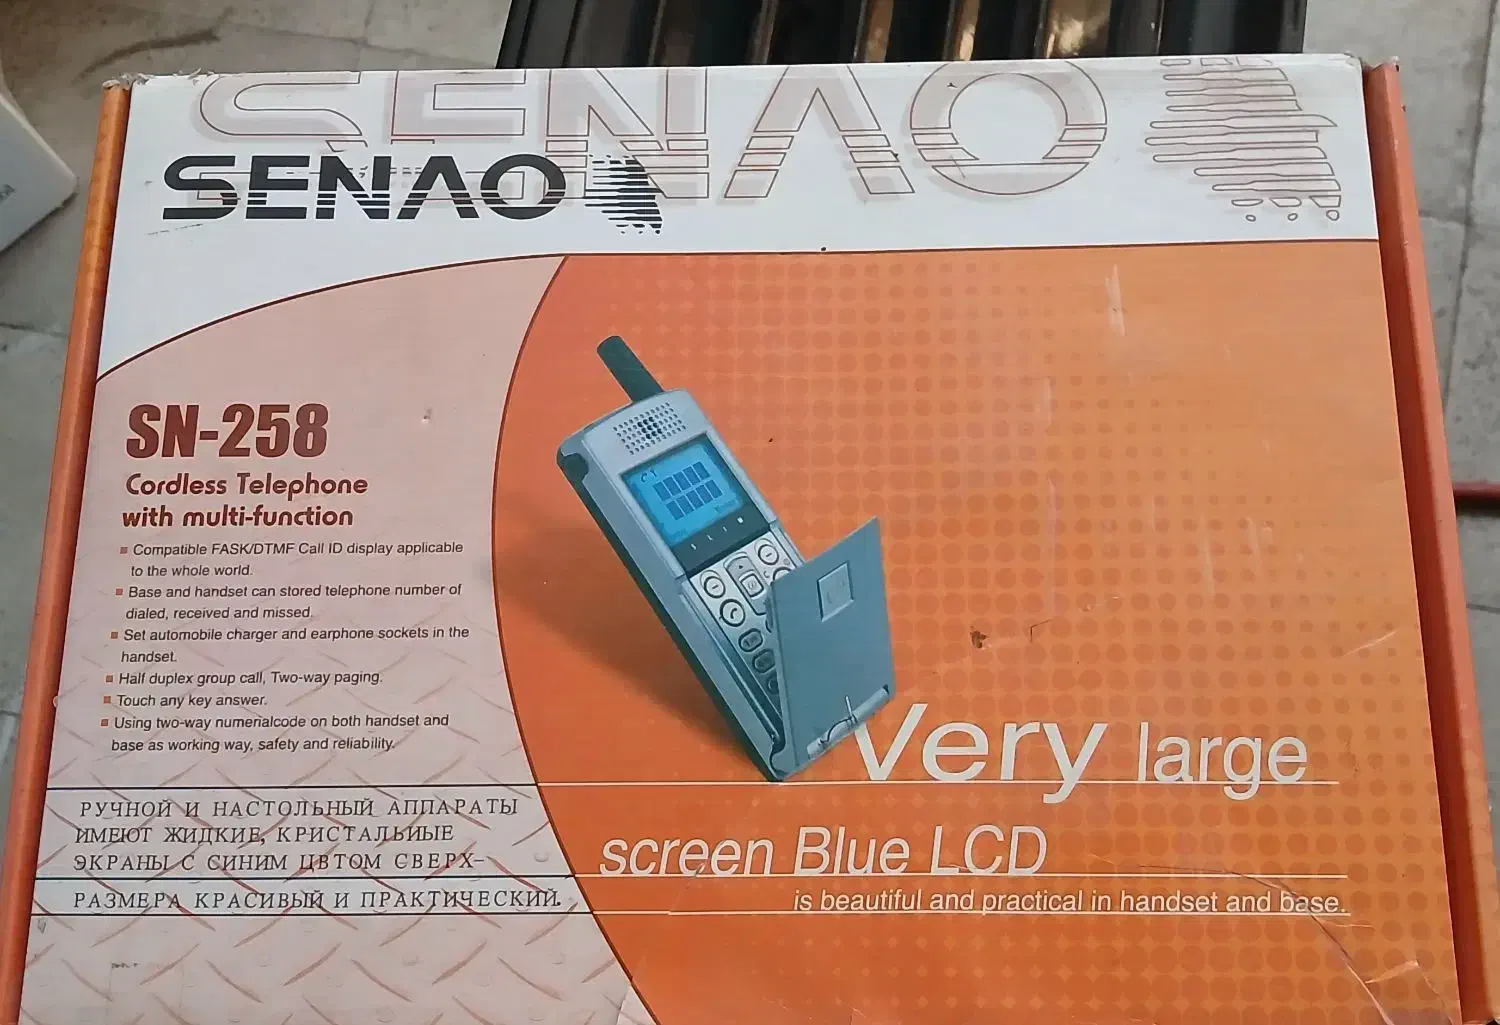 SENAO
SENAO
SN-258
Cordless Telephone
with multi-function
Compatible FASK/DTMF Call ID display applicable
to the whole world.
Base and handset can stored telephone number of
dialed, received and missed.
Set automobile charger and earphone sockets in the
handset.
Half duplex group call, Two-way paging.
Touch any key answer.
Using two-way numerialcode on both handset and
base as working way, safety and reliability.
РУЧНОЙ И НАСТОЛЬНЫЙ АППАРАТЫ
ИМЕЮТ ЖИДКИЕ, КРИСТАЛЬИЫЕ
ЭКРАНЫ С СИНИМ ЦВТОМ СВЕРХ-
РАЗМЕРА КРАСИВЫЙ И ПРАКТИЧЕСКИЙ.
Very large
screen Blue LCD
is beautiful and practical in handset and base.